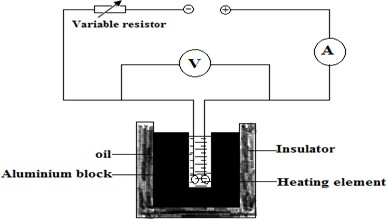 − +
Variable resistor
V
A
oil
Insulator
Aluminium block
Heating element